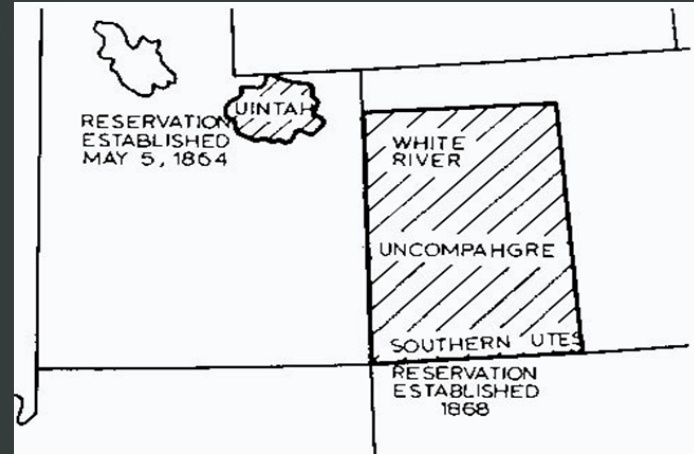 UINTAH
RESERVATION
ESTABLISHED
MAY 5, 1864
WHITE
RIVER
UNCOMPAHGRE
SOUTHERN UTES
RESERVATION
ESTABLISHED
1868